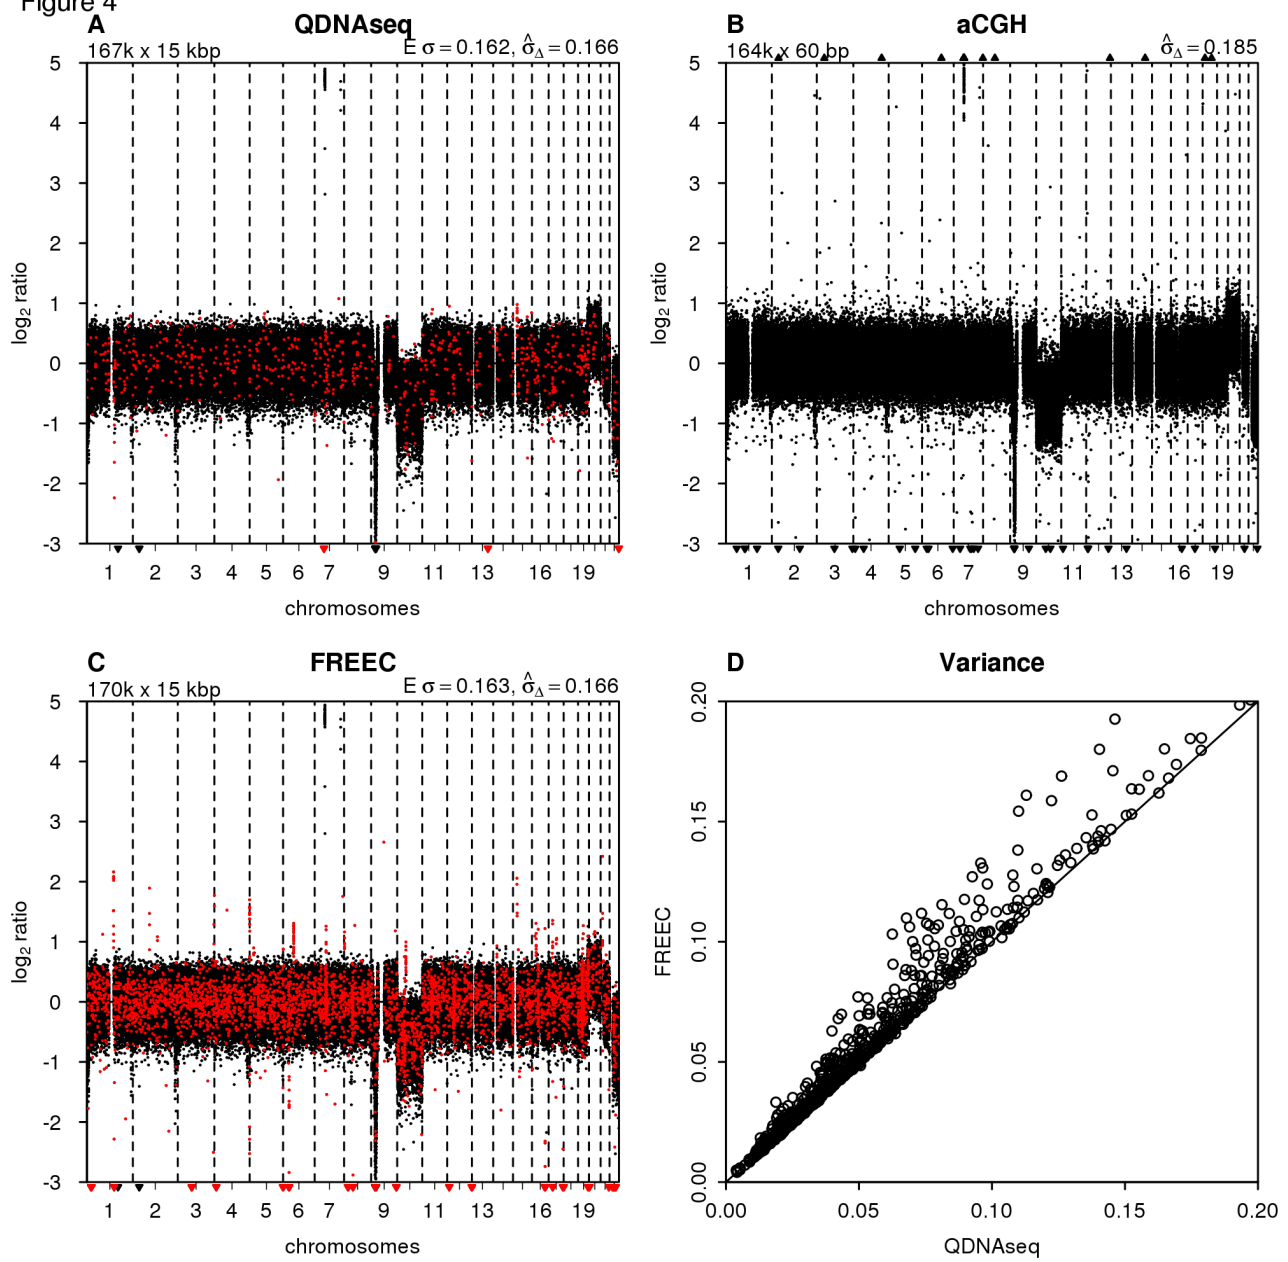 Figure 4
A QDNAseq
167k x 15 kbp E σ = 0.162, σ̂Δ = 0.166
5
4
3
2
1
0
-1
-2
-3
log2 ratio
1 2 3 4 5 6 7 9 11 13 16 19
chromosomes
B aCGH
164k x 60 bp σ̂Δ = 0.185
5
4
3
2
1
0
-1
-2
-3
log2 ratio
1 2 3 4 5 6 7 9 11 13 16 19
chromosomes
C FREEC
170k x 15 kbp E σ = 0.163, σ̂Δ = 0.166
5
4
3
2
1
0
-1
-2
-3
log2 ratio
1 2 3 4 5 6 7 9 11 13 16 19
chromosomes
D Variance
0.20
0.15
0.10
0.05
0.00
FREEC
0.00 0.05 0.10 0.15 0.20
QDNAseq